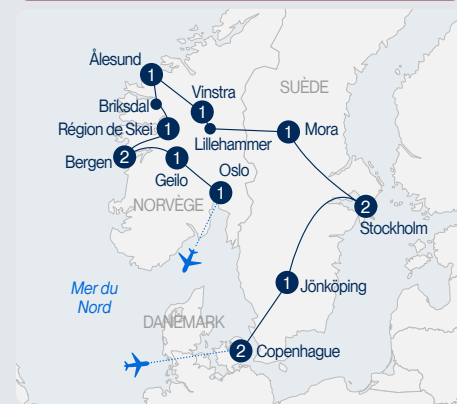 Ålesund
1
Vinstra
1
SUÈDE
Briksdal
Région de Skei
1
Lillehammer
1
Mora
Bergen
2
1
Geilo
Oslo
1
NORVÈGE
2
Stockholm
Mer du
Nord
1
Jönköping
DANEMARK
2
Copenhague